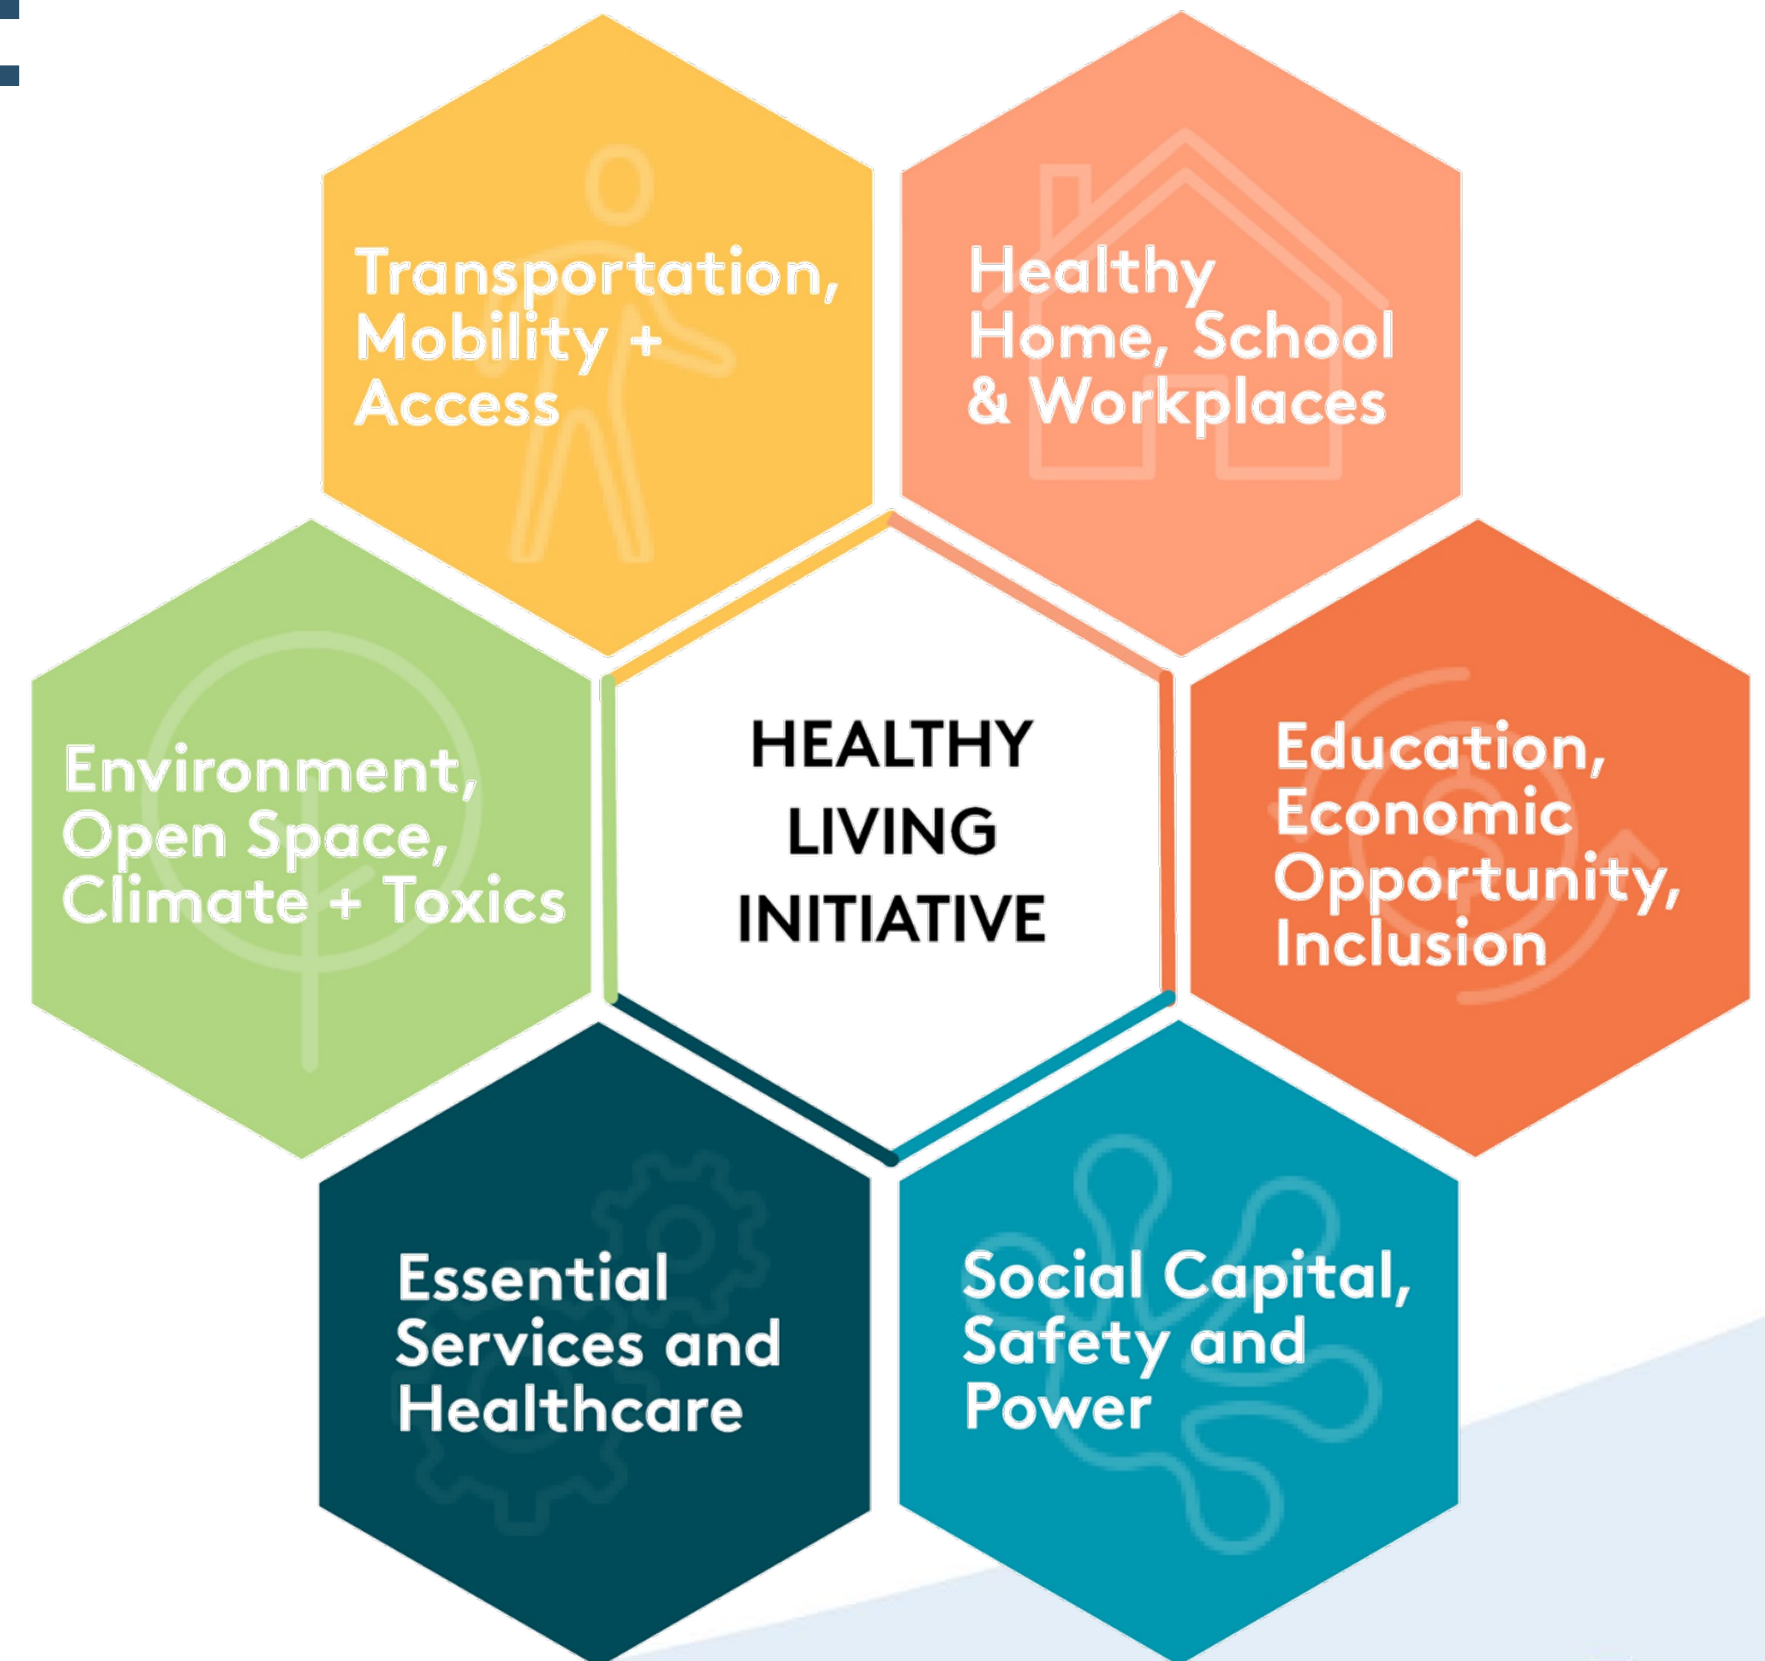 Transportation,
Mobility +
Access
Healthy
Home, School
& Workplaces
Environment,
Open Space,
Climate + Toxics
HEALTHY
LIVING
INITIATIVE
Education,
Economic
Opportunity,
Inclusion
Essential
Services and
Healthcare
Social Capital,
Safety and
Power